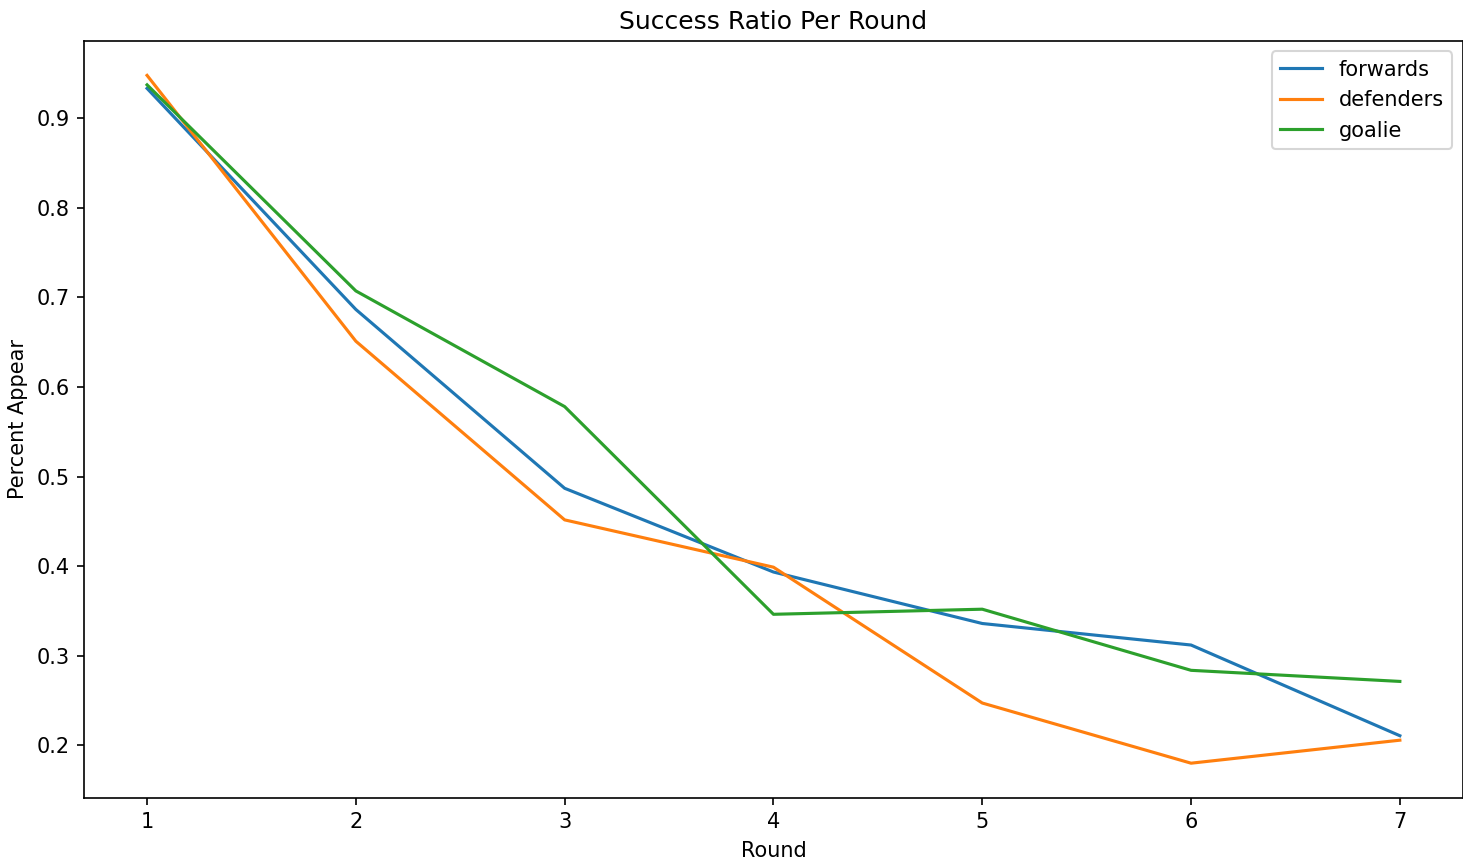 Success Ratio Per Round
forwards
defenders
goalie
Percent Appear
0.9
0.8
0.7
0.6
0.5
0.4
0.3
0.2
1 2 3 4 5 6 7
Round